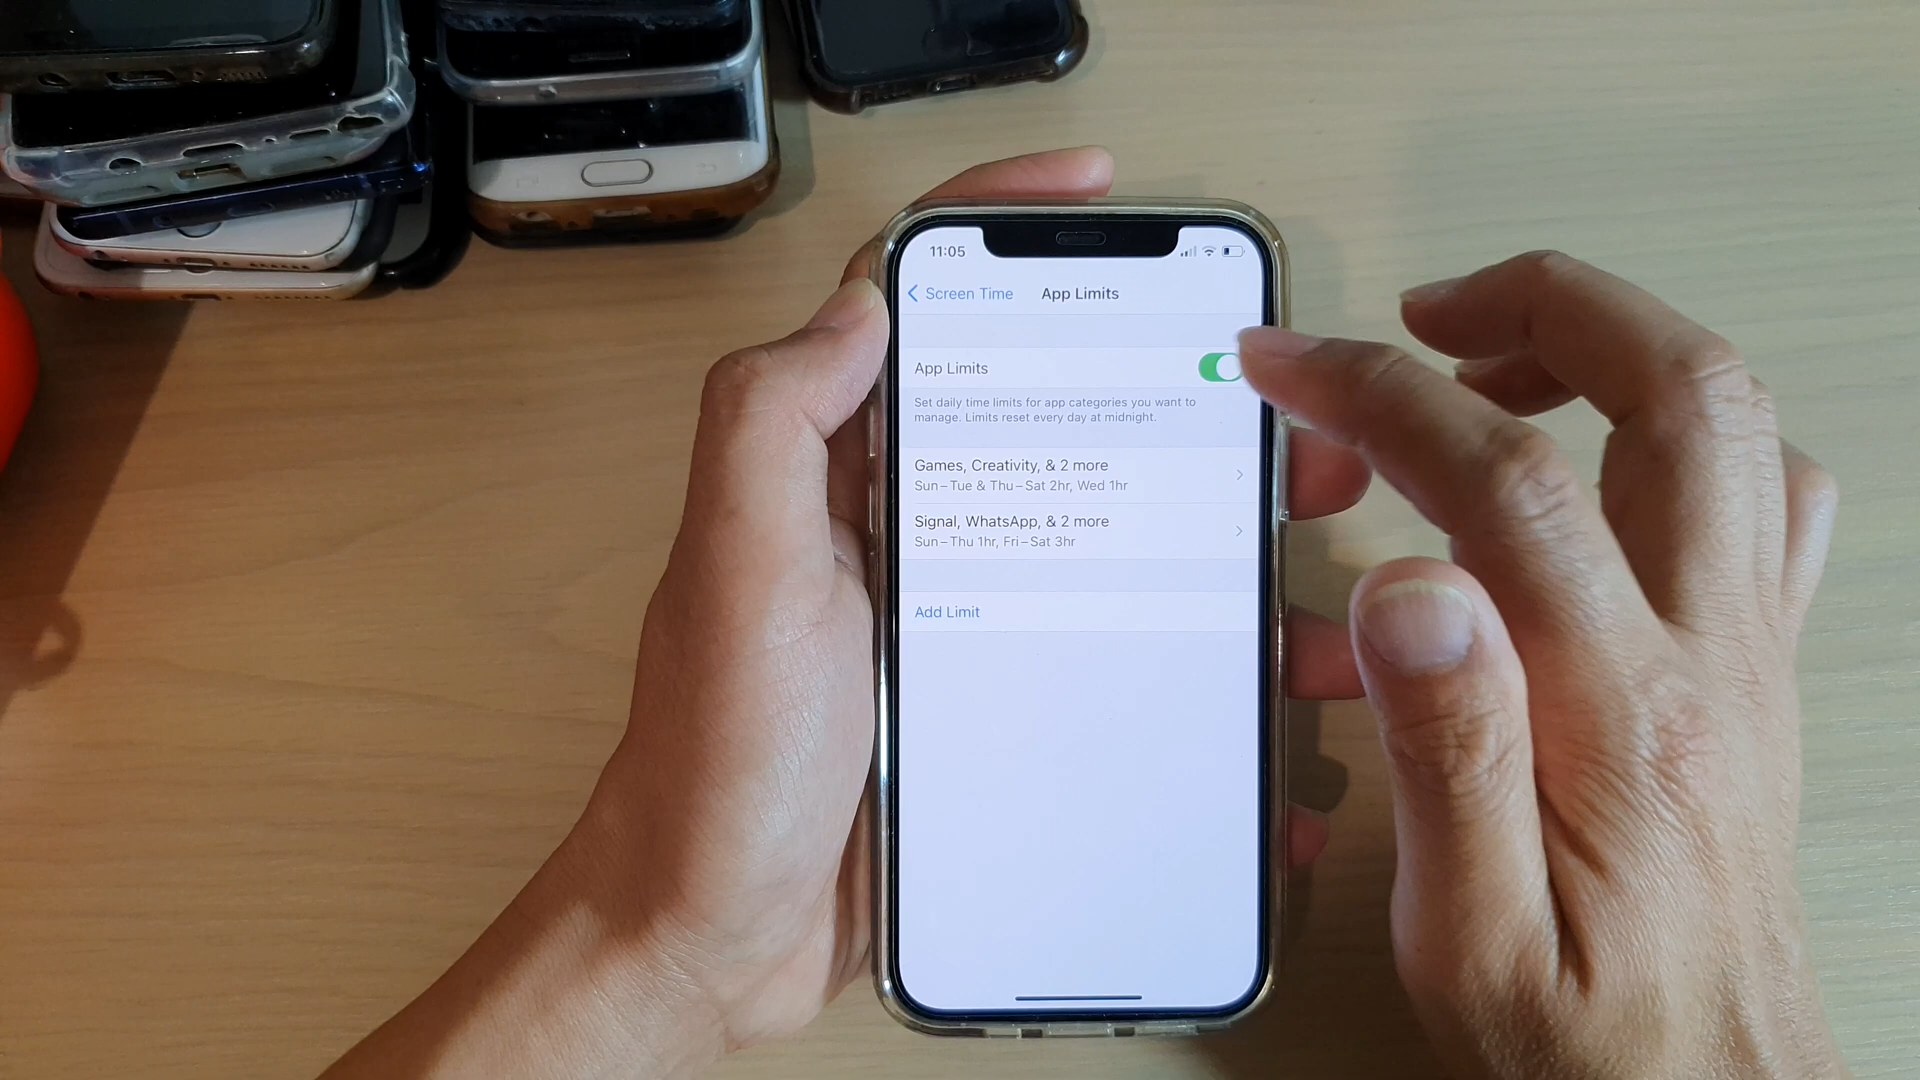 11:05
Screen Time
App Limits
App Limits
Set daily time limits for app categories you want to
manage. Limits reset every day at midnight.
Games, Creativity, & 2 more
Sun–Tue & Thu–Sat 2hr, Wed 1hr
Signal, WhatsApp, & 2 more
Sun–Thu 1hr, Fri–Sat 3hr
Add Limit